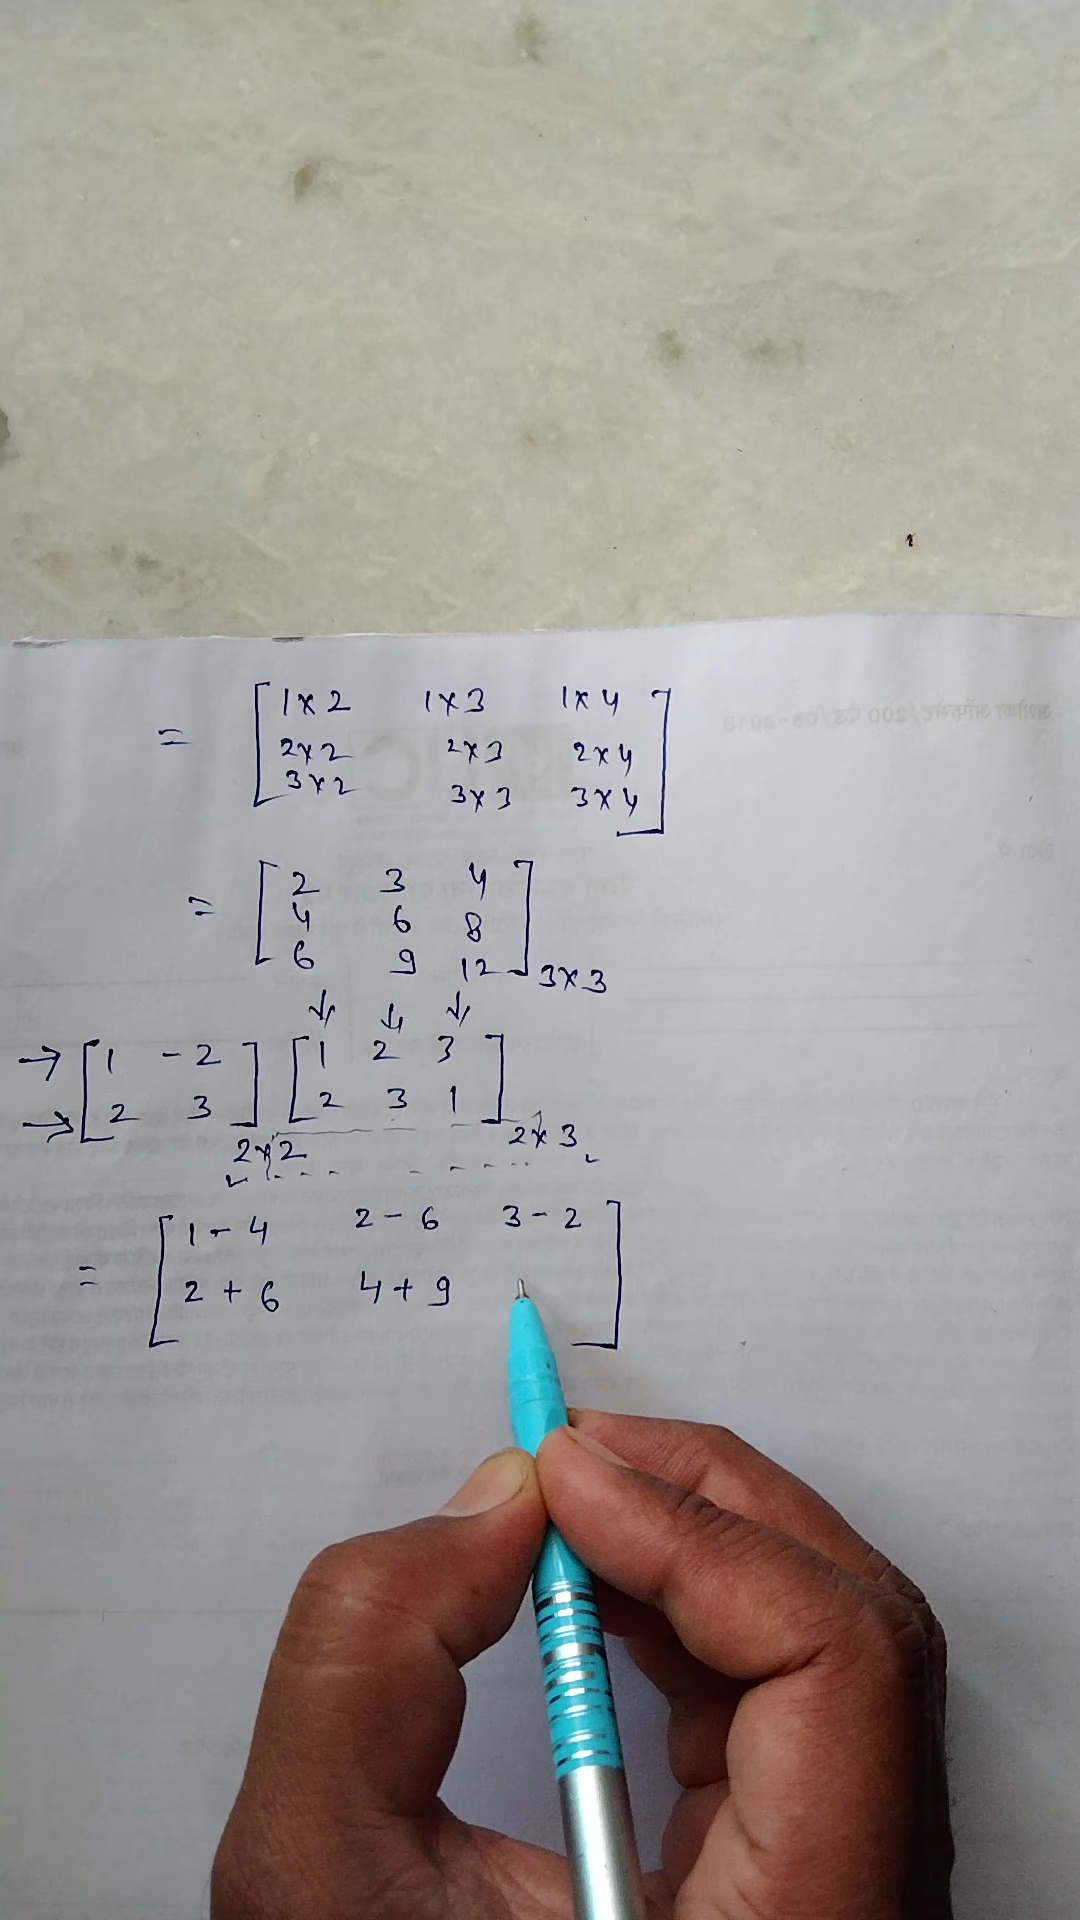 = [ 1×2 1×3 1×4
2×2 2×3 2×4
3×2 3×3 3×4 ]
= [ 2 3 4
4 6 8
6 9 12 ] 3×3
↓ ↓ ↓
→ [ 1 -2 ] [ 1 2 3 ]
→ [ 2 3 ] [ 2 3 1 ]
2×2 2×3
= [ 1-4 2-6 3-2
2+6 4+9 ]